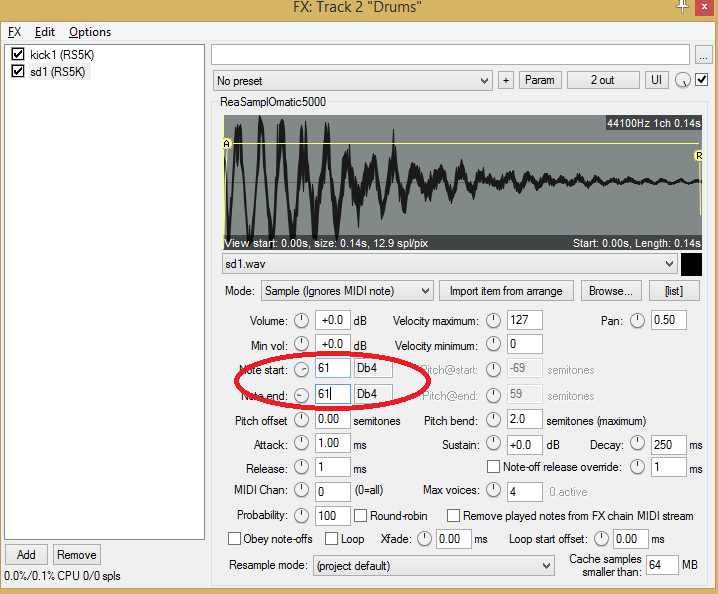 FX: Track 2 "Drums"
FX Edit Options
kick1 (RS5K)
sd1 (RS5K)
...
No preset + Param 2 out UI
ReaSamplOmatic5000
44100Hz 1ch 0.14s
A
R
View start: 0.00s, size: 0.14s, 12.9 spl/pix Start: 0.00s, Length: 0.14s
sd1.wav
Mode: Sample (Ignores MIDI note) Import item from arrange Browse... [list]
Volume: +0.0 dB Velocity maximum: 127 Pan: 0.50
Min vol: +0.0 dB Velocity minimum: 0
Note start: 61 Db4 Pitch@start: -69 semitones
Note end: 61 Db4 Pitch@end: 59 semitones
Pitch offset 0.00 semitones Pitch bend: 2.0 semitones (maximum)
Attack: 1.00 ms Sustain: +0.0 dB Decay: 250 ms
Release: 1 ms Note-off release override: 1 ms
MIDI Chan: 0 (0=all) Max voices: 4 0 active
Probability: 100 Round-robin Remove played notes from FX chain MIDI stream
Obey note-offs Loop Xfade: 0.00 ms Loop start offset: 0.00 ms
Resample mode: (project default) Cache samples smaller than: 64 MB
Add Remove
0.0%/0.1% CPU 0/0 spls